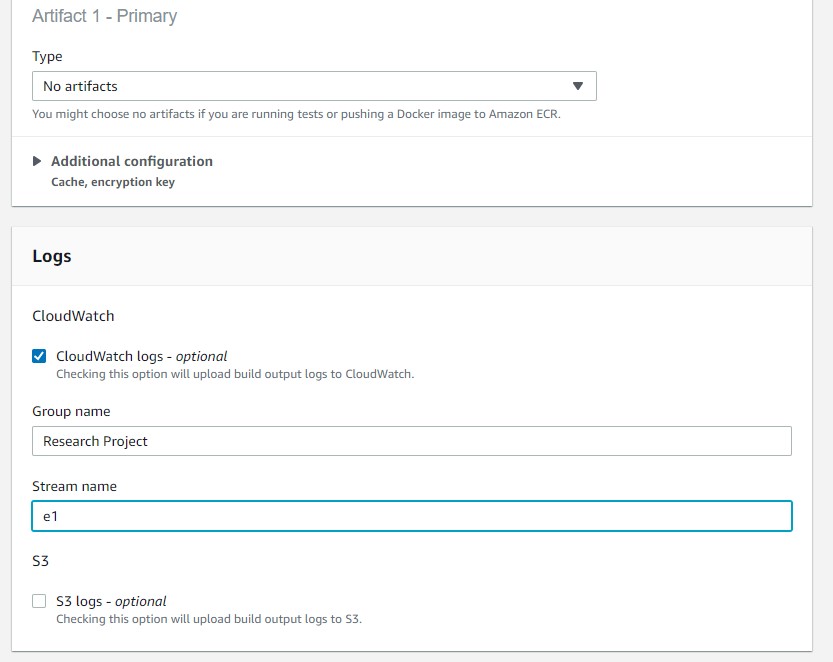 Artifact 1 - Primary
Type
No artifacts
You might choose no artifacts if you are running tests or pushing a Docker image to Amazon ECR.
Additional configuration
Cache, encryption key
Logs
CloudWatch
CloudWatch logs - optional
Checking this option will upload build output logs to CloudWatch.
Group name
Research Project
Stream name
e1
S3
S3 logs - optional
Checking this option will upload build output logs to S3.